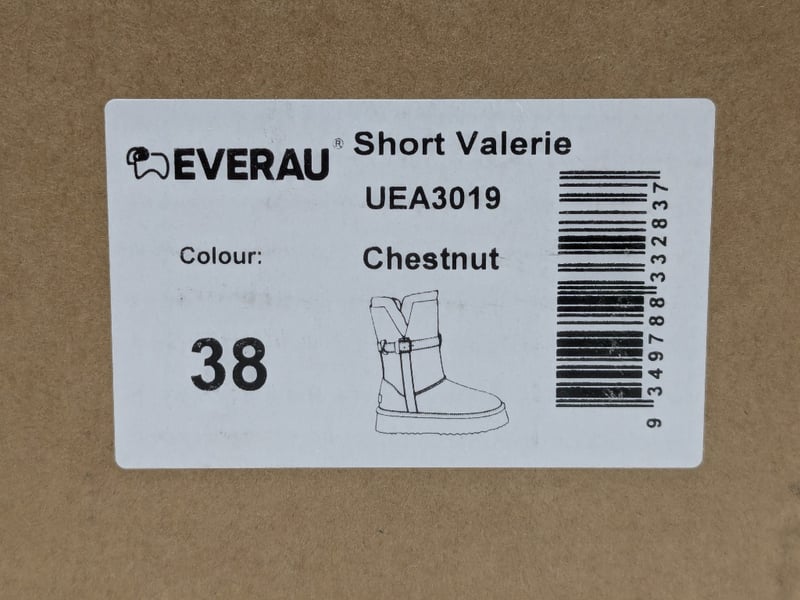 EVERAU®
Short Valerie
UEA3019
Colour:
Chestnut
38
9 349788 332837